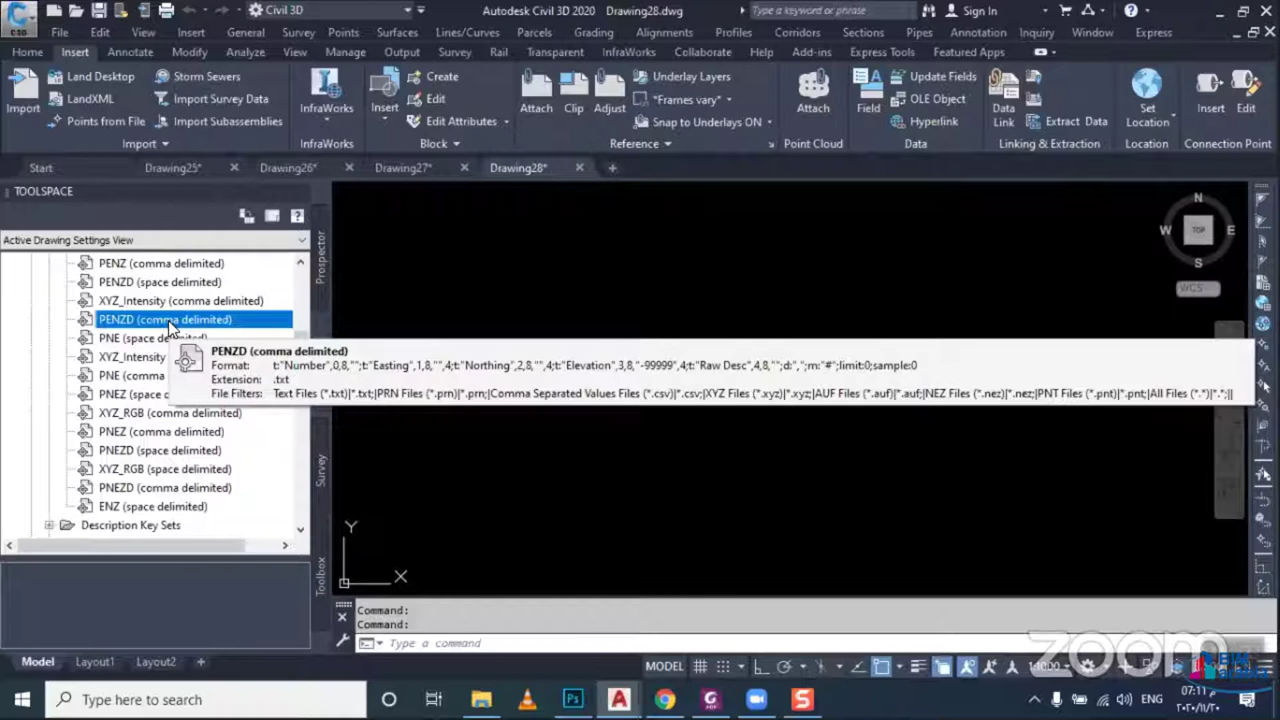 Civil 3D
Autodesk Civil 3D 2020 Drawing28.dwg
Type a keyword or phrase
Sign In
File Edit View Insert General Survey Points Surfaces Lines/Curves Parcels Grading Alignments Profiles Corridors Sections Pipes Annotation Inquiry Window Express
Home Insert Annotate Modify Analyze View Manage Output Survey Rail Transparent InfraWorks Collaborate Help Add-ins Express Tools Featured Apps
Land Desktop Storm Sewers Create Underlay Layers Update Fields
LandXML Import Survey Data Edit *Frames vary* OLE Object
Import InfraWorks Insert Attach Clip Adjust Attach Field Data Link Set Location Insert Edit
Points from File Import Subassemblies Edit Attributes Snap to Underlays ON Hyperlink Extract Data
Import InfraWorks Block Reference Point Cloud Data Linking & Extraction Location Connection Point
Start Drawing25* Drawing26* Drawing27* Drawing28*
TOOLSPACE
Active Drawing Settings View
PENZ (comma delimited)
PENZD (space delimited)
XYZ_Intensity (comma delimited)
PENZD (comma delimited)
PNE (space delimited)
XYZ_Intensity
PNE (comma
PNEZ (space d
XYZ_RGB (comma delimited)
PNEZ (comma delimited)
PNEZD (space delimited)
XYZ_RGB (space delimited)
PNEZD (comma delimited)
ENZ (space delimited)
Description Key Sets
Prospector
Survey
Toolbox
PENZD (comma delimited)
Format: t:"Number",0,8,"";t:"Easting",1,8,"",4;t:"Northing",2,8,"",4;t:"Elevation",3,8,"-99999",4;t:"Raw Desc",4,8,"";d:",";m:"#";limit:0;sample:0
Extension: .txt
File Filters: Text Files (*.txt)|*.txt;|PRN Files (*.prn)|*.prn;|Comma Separated Values Files (*.csv)|*.csv;|XYZ Files (*.xyz)|*.xyz;|AUF Files (*.auf)|*.auf;|NEZ Files (*.nez)|*.nez;|PNT Files (*.pnt)|*.pnt;|All Files (*.*)|*.*;||
N
W TOP E
S
WCS
Y
X
Command:
Command:
Type a command
Model Layout1 Layout2
MODEL
1:1000
zoom
Type here to search
ENG